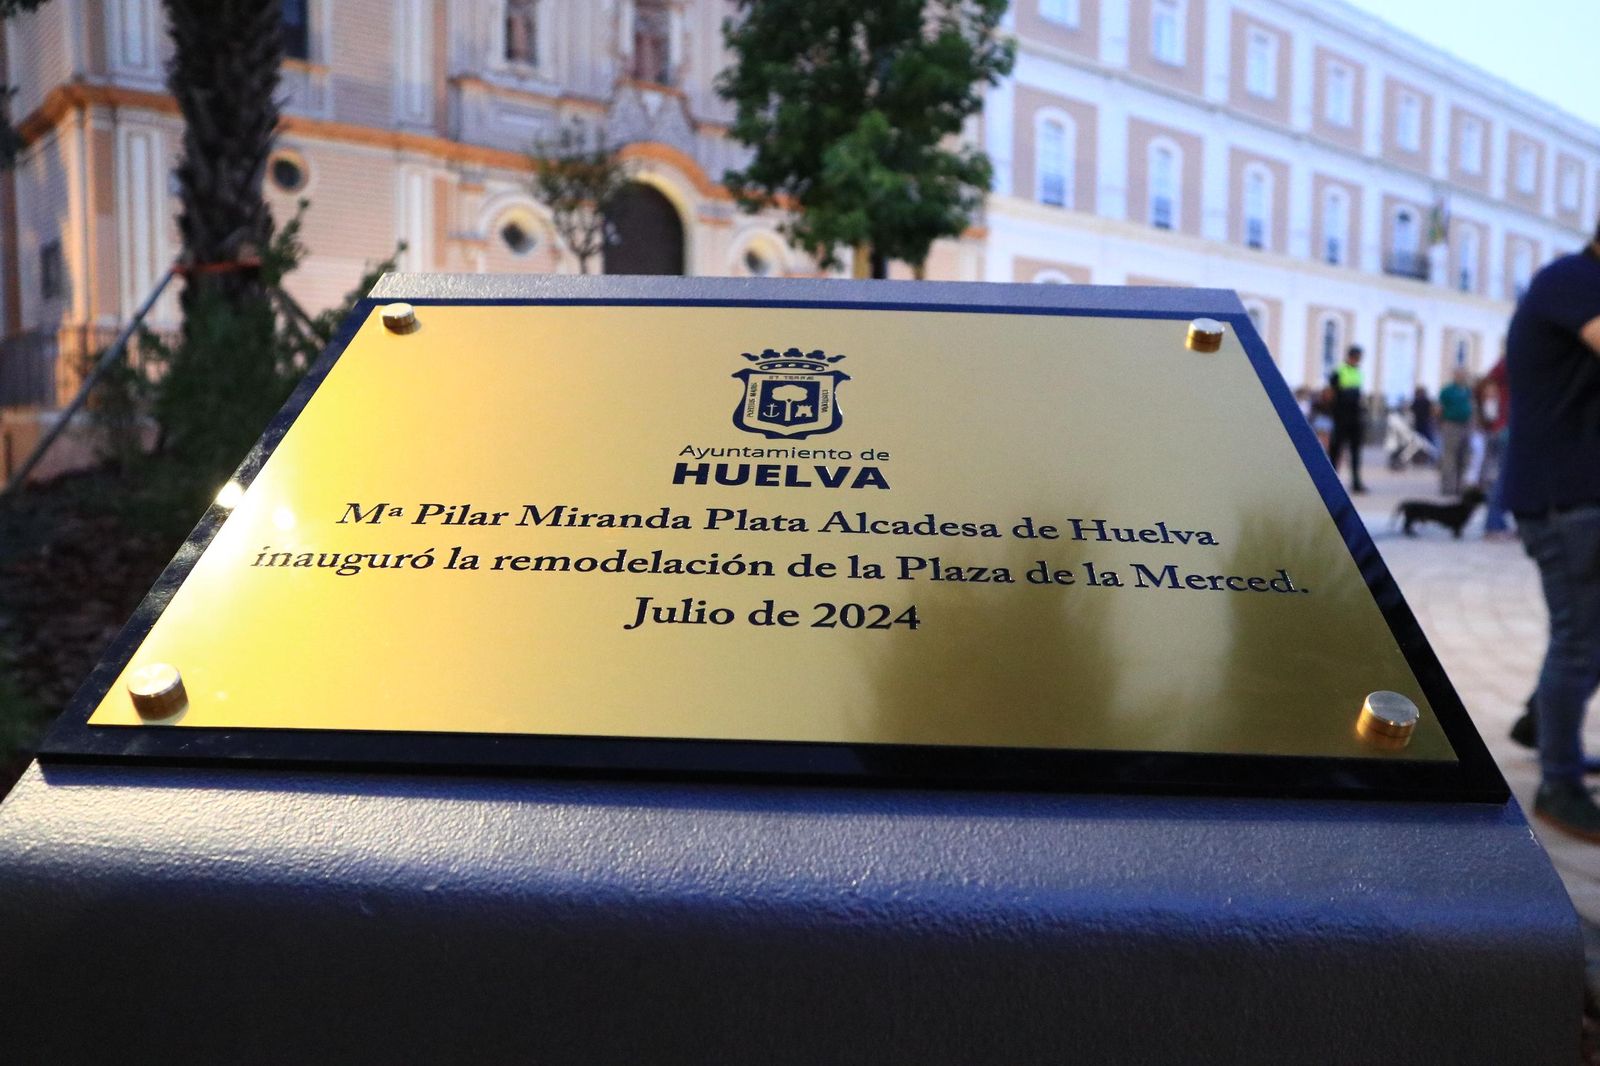 Ayuntamiento de
HUELVA
Mª Pilar Miranda Plata Alcadesa de Huelva
inauguró la remodelación de la Plaza de la Merced.
Julio de 2024